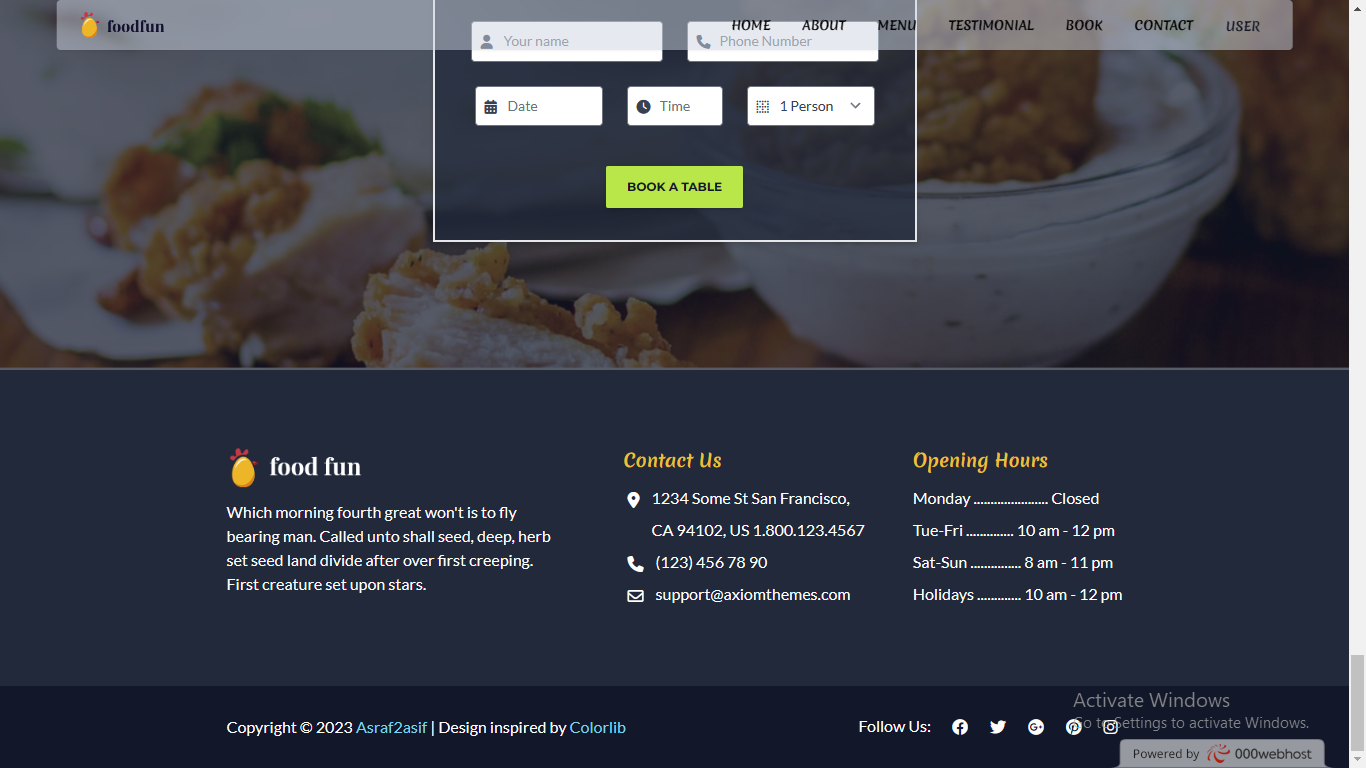 foodfun
HOME ABOUT MENU TESTIMONIAL BOOK CONTACT USER
Your name Phone Number
Date Time 1 Person
BOOK A TABLE
food fun
Which morning fourth great won't is to fly
bearing man. Called unto shall seed, deep, herb
set seed land divide after over first creeping.
First creature set upon stars.
Contact Us
1234 Some St San Francisco,
CA 94102, US 1.800.123.4567
(123) 456 78 90
support@axiomthemes.com
Opening Hours
Monday ...................... Closed
Tue-Fri .............. 10 am - 12 pm
Sat-Sun ............... 8 am - 11 pm
Holidays ............. 10 am - 12 pm
Copyright © 2023 Asraf2asif | Design inspired by Colorlib
Follow Us:
Activate Windows
Go to Settings to activate Windows.
Powered by 000webhost